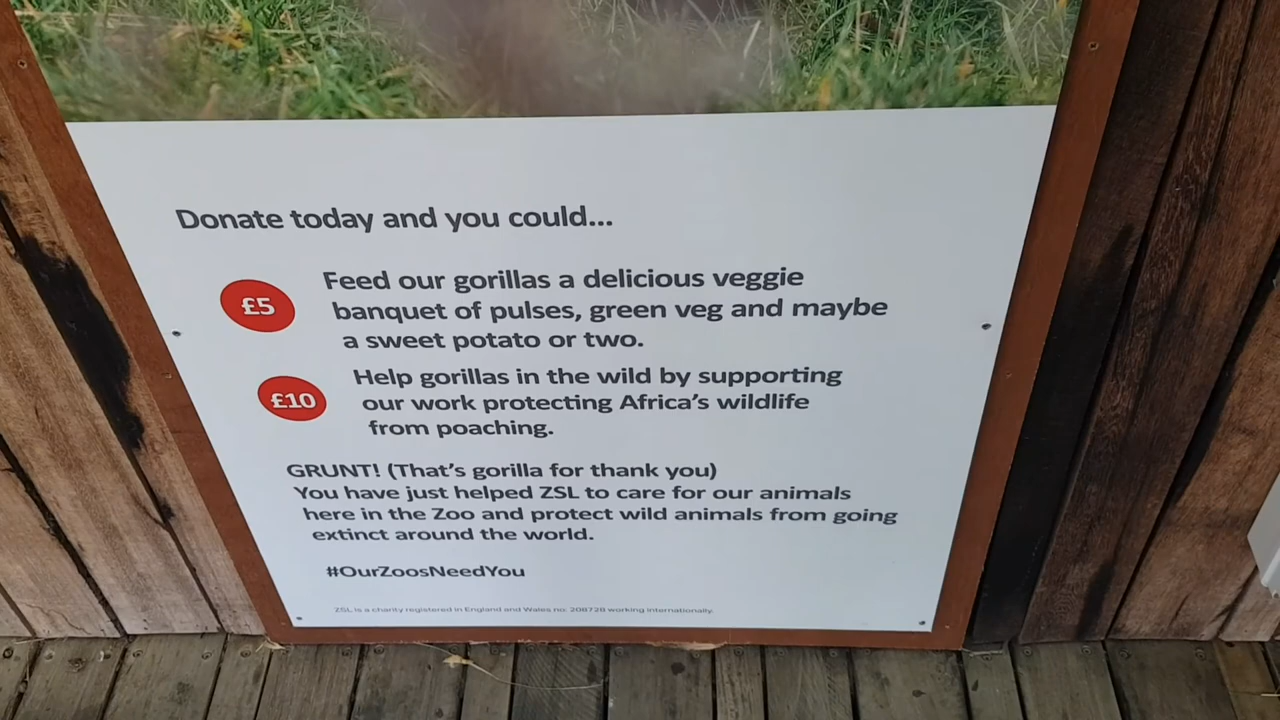 Donate today and you could...
£5
Feed our gorillas a delicious veggie
banquet of pulses, green veg and maybe
a sweet potato or two.
£10
Help gorillas in the wild by supporting
our work protecting Africa's wildlife
from poaching.
GRUNT! (That's gorilla for thank you)
You have just helped ZSL to care for our animals
here in the Zoo and protect wild animals from going
extinct around the world.
#OurZoosNeedYou
ZSL is a charity registered in England and Wales no. 208728 working internationally.